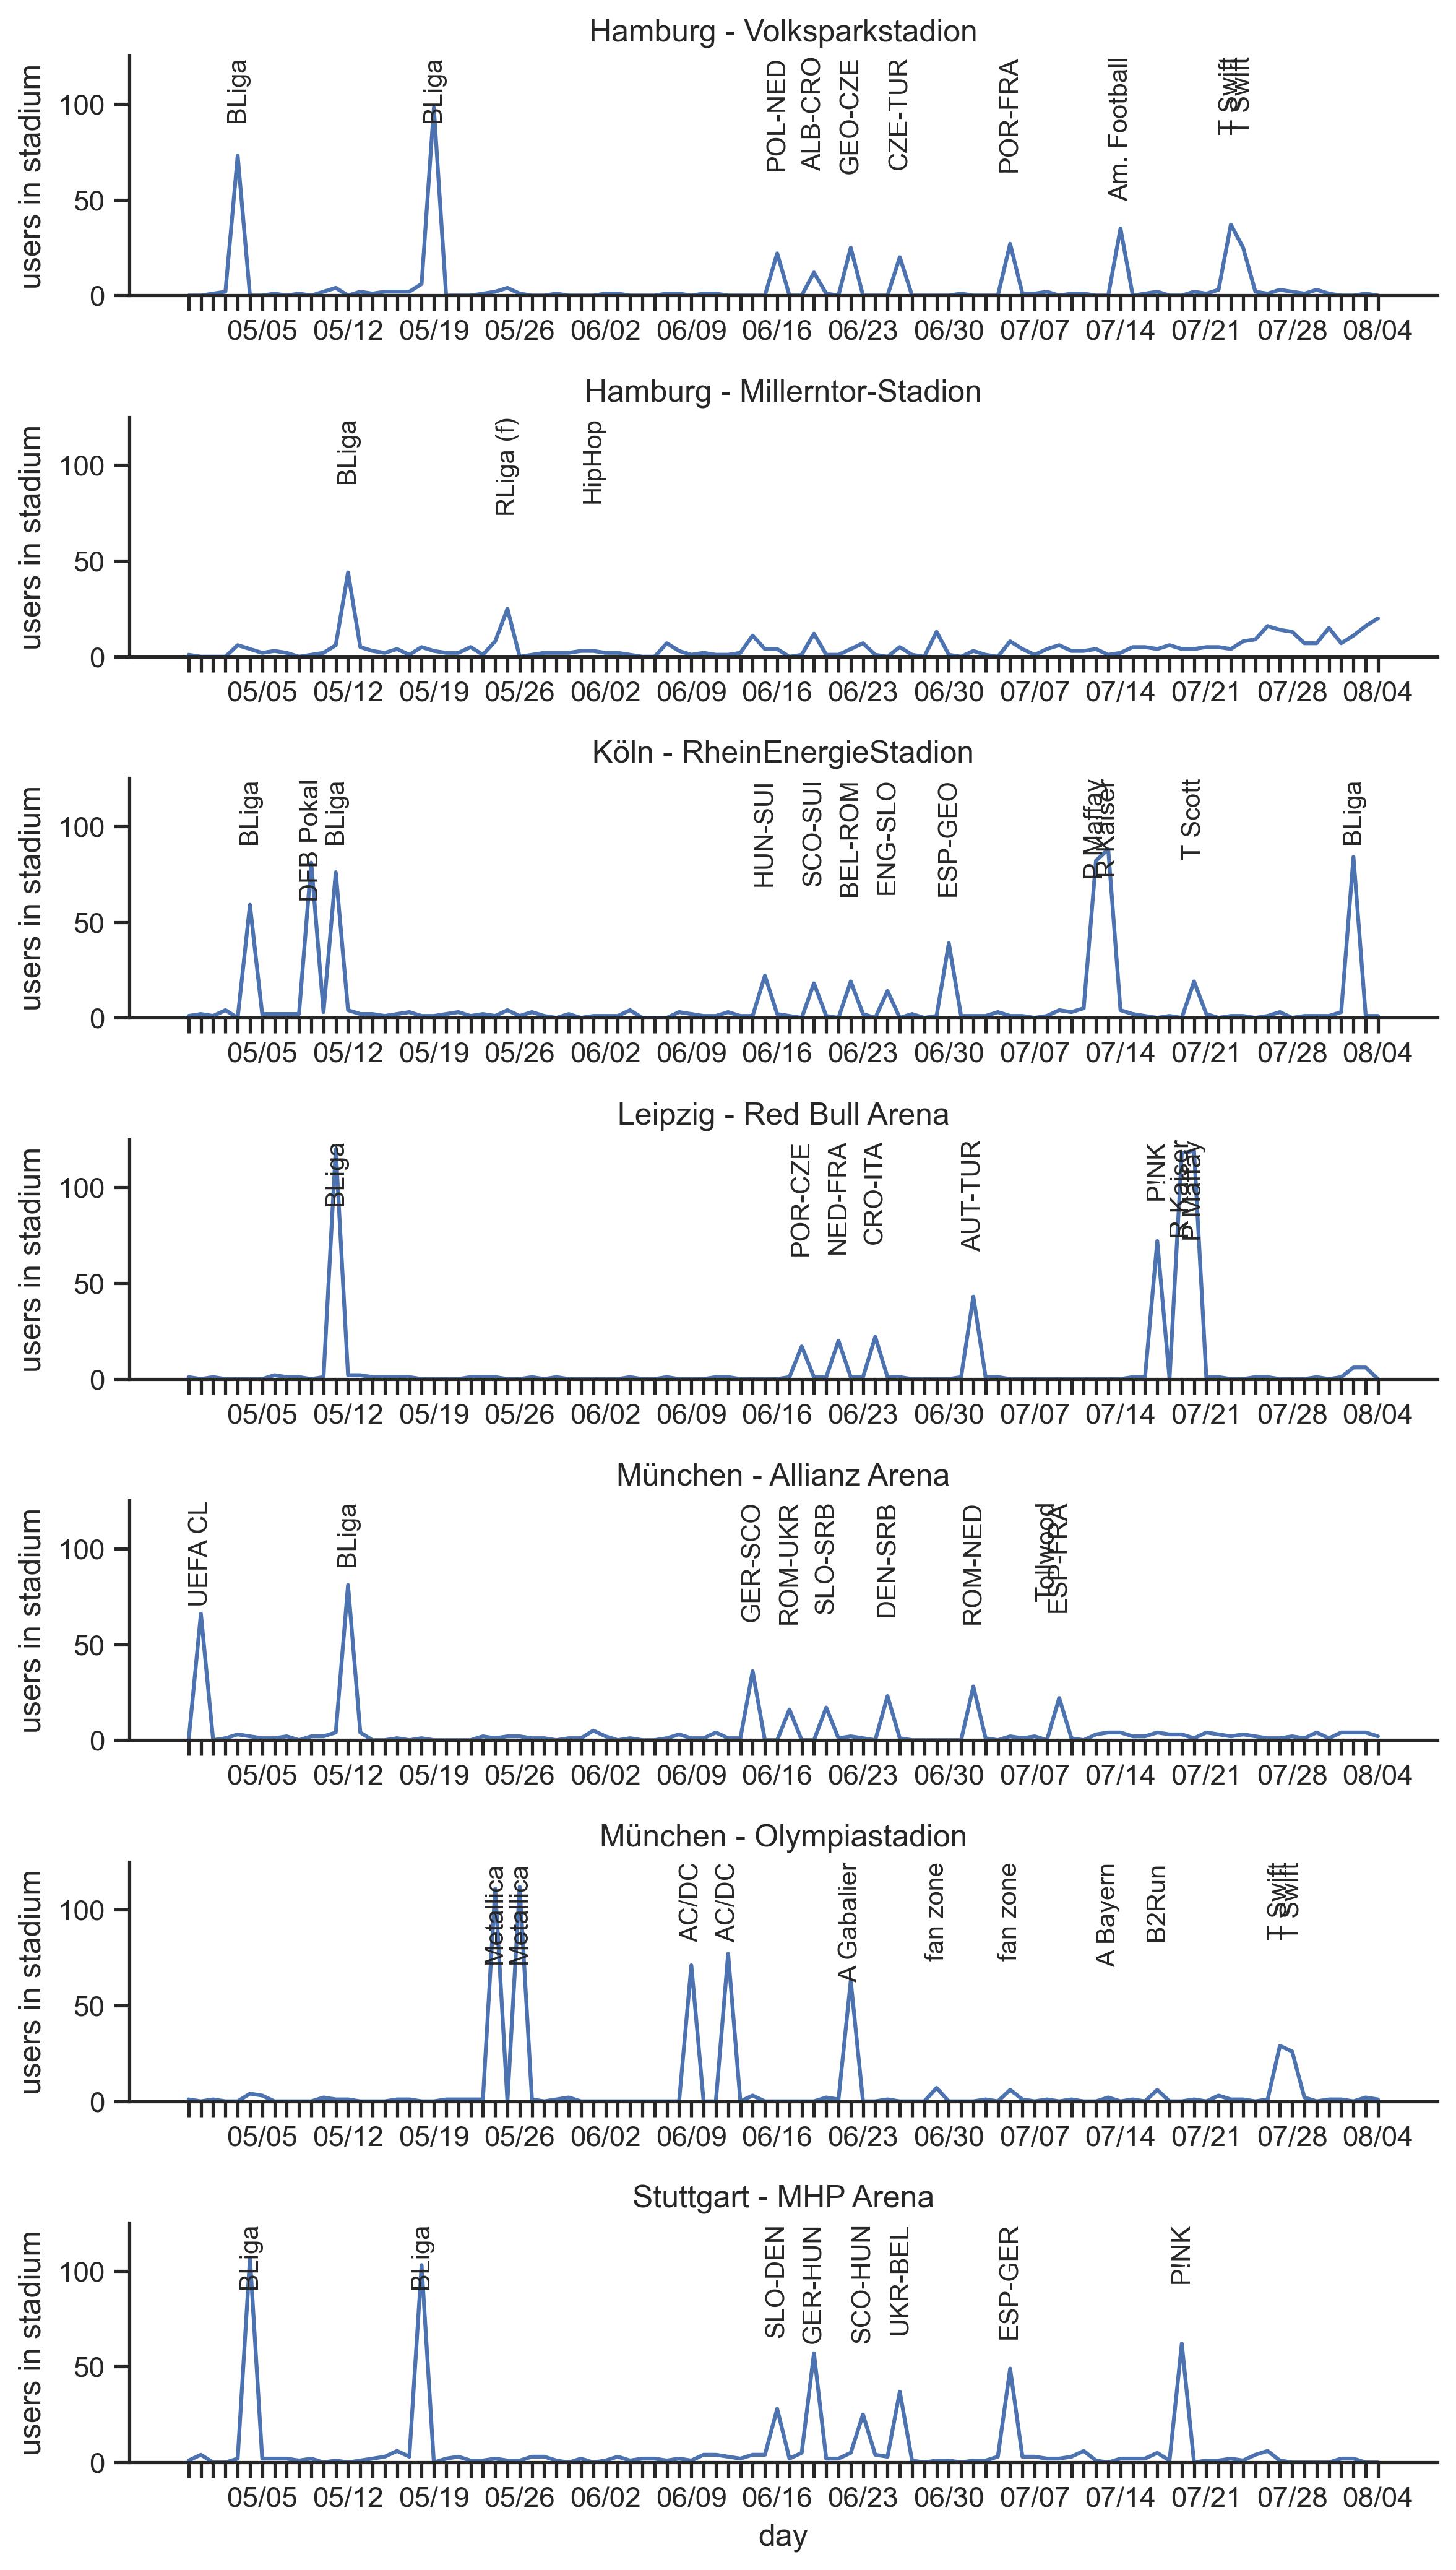 Hamburg - Volksparkstadion
users in stadium
100
50
0
BLiga
BLiga
POL-NED
ALB-CRO
GEO-CZE
CZE-TUR
POR-FRA
Am. Football
T Swift
T Swift
05/05 05/12 05/19 05/26 06/02 06/09 06/16 06/23 06/30 07/07 07/14 07/21 07/28 08/04
Hamburg - Millerntor-Stadion
users in stadium
100
50
0
BLiga
RLiga (f)
HipHop
05/05 05/12 05/19 05/26 06/02 06/09 06/16 06/23 06/30 07/07 07/14 07/21 07/28 08/04
Köln - RheinEnergieStadion
users in stadium
100
50
0
BLiga
DFB Pokal
BLiga
HUN-SUI
SCO-SUI
BEL-ROM
ENG-SLO
ESP-GEO
P Maffay
R Kaiser
T Scott
BLiga
05/05 05/12 05/19 05/26 06/02 06/09 06/16 06/23 06/30 07/07 07/14 07/21 07/28 08/04
Leipzig - Red Bull Arena
users in stadium
100
50
0
BLiga
POR-CZE
NED-FRA
CRO-ITA
AUT-TUR
P!NK
R Kaiser
P Maffay
05/05 05/12 05/19 05/26 06/02 06/09 06/16 06/23 06/30 07/07 07/14 07/21 07/28 08/04
München - Allianz Arena
users in stadium
100
50
0
UEFA CL
BLiga
GER-SCO
ROM-UKR
SLO-SRB
DEN-SRB
ROM-NED
Tollwood
ESP-FRA
05/05 05/12 05/19 05/26 06/02 06/09 06/16 06/23 06/30 07/07 07/14 07/21 07/28 08/04
München - Olympiastadion
users in stadium
100
50
0
Metallica
Metallica
AC/DC
AC/DC
A Gabalier
fan zone
fan zone
A Bayern
B2Run
T Swift
T Swift
05/05 05/12 05/19 05/26 06/02 06/09 06/16 06/23 06/30 07/07 07/14 07/21 07/28 08/04
Stuttgart - MHP Arena
users in stadium
100
50
0
BLiga
BLiga
SLO-DEN
GER-HUN
SCO-HUN
UKR-BEL
ESP-GER
P!NK
05/05 05/12 05/19 05/26 06/02 06/09 06/16 06/23 06/30 07/07 07/14 07/21 07/28 08/04
day